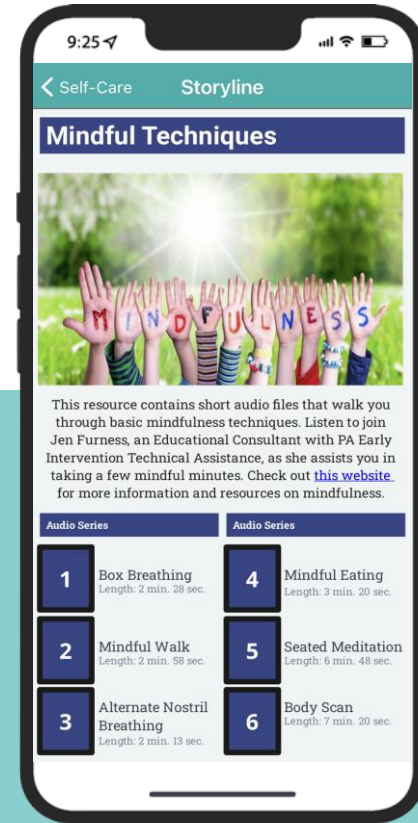 9:25
Self-Care
Storyline
Mindful Techniques
MINDFULNESS
This resource contains short audio files that walk you
through basic mindfulness techniques. Listen to join
Jen Furness, an Educational Consultant with PA Early
Intervention Technical Assistance, as she assists you in
taking a few mindful minutes. Check out this website
for more information and resources on mindfulness.
Audio Series
1
Box Breathing
Length: 2 min. 28 sec.
2
Mindful Walk
Length: 2 min. 58 sec.
3
Alternate Nostril
Breathing
Length: 2 min. 13 sec.
Audio Series
4
Mindful Eating
Length: 3 min. 20 sec.
5
Seated Meditation
Length: 6 min. 48 sec.
6
Body Scan
Length: 7 min. 20 sec.